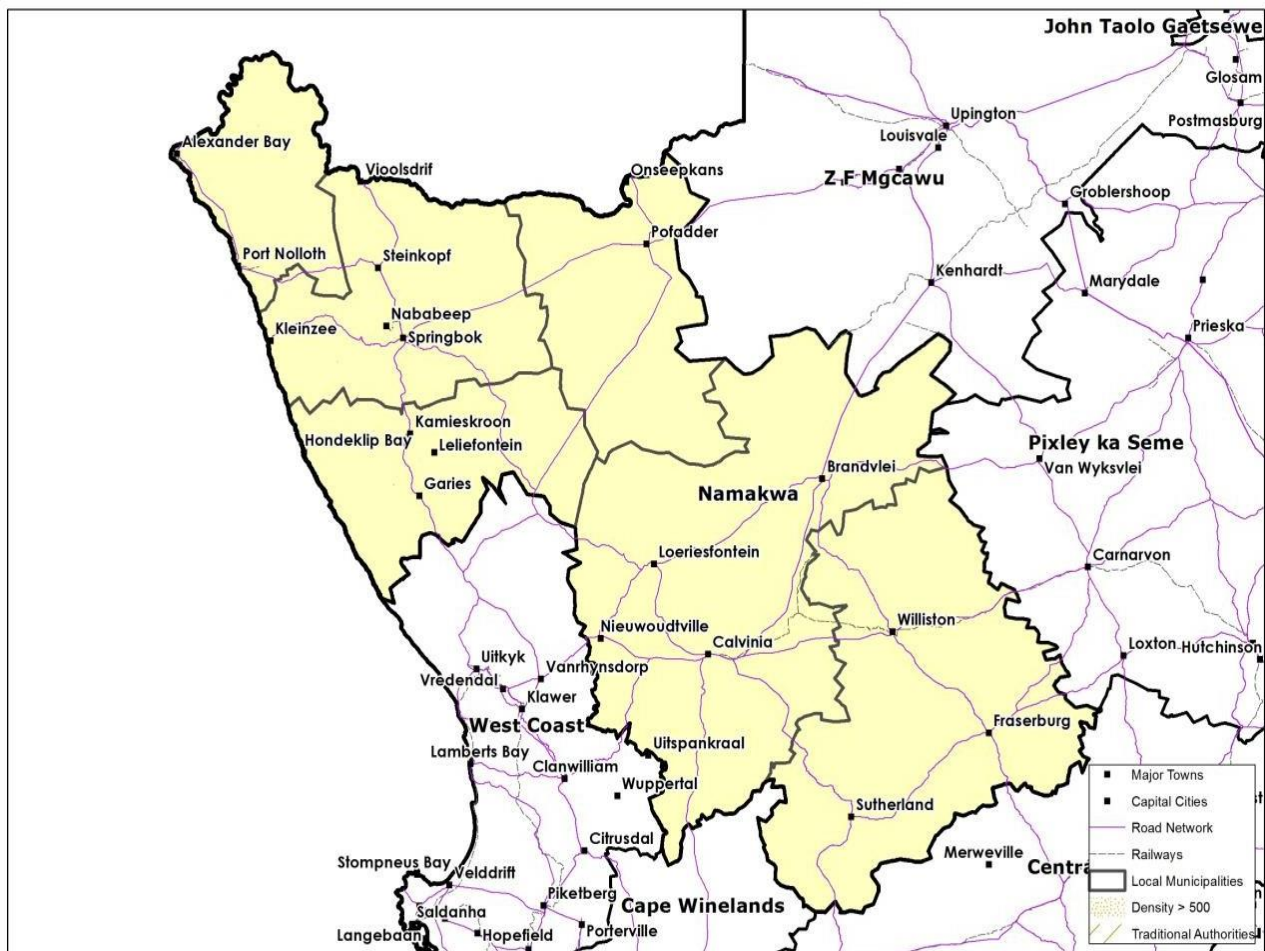 John Taolo Gaetsewe
Glosam
Postmasburg
Upington
Louisvale
Z F Mgcawu
Groblershoop
Alexander Bay
Vioolsdrif
Onseepkans
Pofadder
Port Nolloth
Steinkopf
Kenhardt
Marydale
Nababeep
Kleinzee
Springbok
Prieska
Kamieskroon
Hondeklip Bay
Leliefontein
Pixley ka Seme
Van Wyksvlei
Brandvlei
Garies
Namakwa
Loeriesfontein
Carnarvon
Nieuwoudtville
Calvinia
Williston
Loxton
Hutchinson
Uitkyk
Vanrhynsdorp
Vredendal
Klawer
West Coast
Fraserburg
Uitspankraal
Lamberts Bay
Clanwilliam
Wuppertal
Sutherland
Citrusdal
Merweville
Centra
Stompneus Bay
Velddrift
Piketberg
Cape Winelands
Saldanha
Langebaan
Hopefield
Porterville
Major Towns
Capital Cities
Road Network
Railways
Local Municipalities
Density > 500
Traditional Authorities